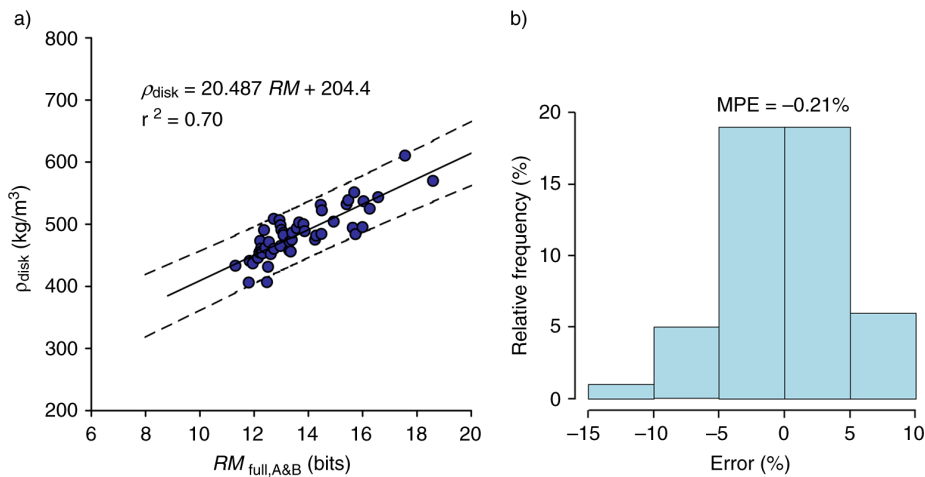 a)
800
700
600
500
400
300
200
ρdisk (kg/m³)
ρdisk = 20.487 RM + 204.4
r ² = 0.70
6 8 10 12 14 16 18 20
RM full,A&B (bits)
b)
MPE = –0.21%
20
15
10
5
0
Relative frequency (%)
–15 –10 –5 0 5 10
Error (%)